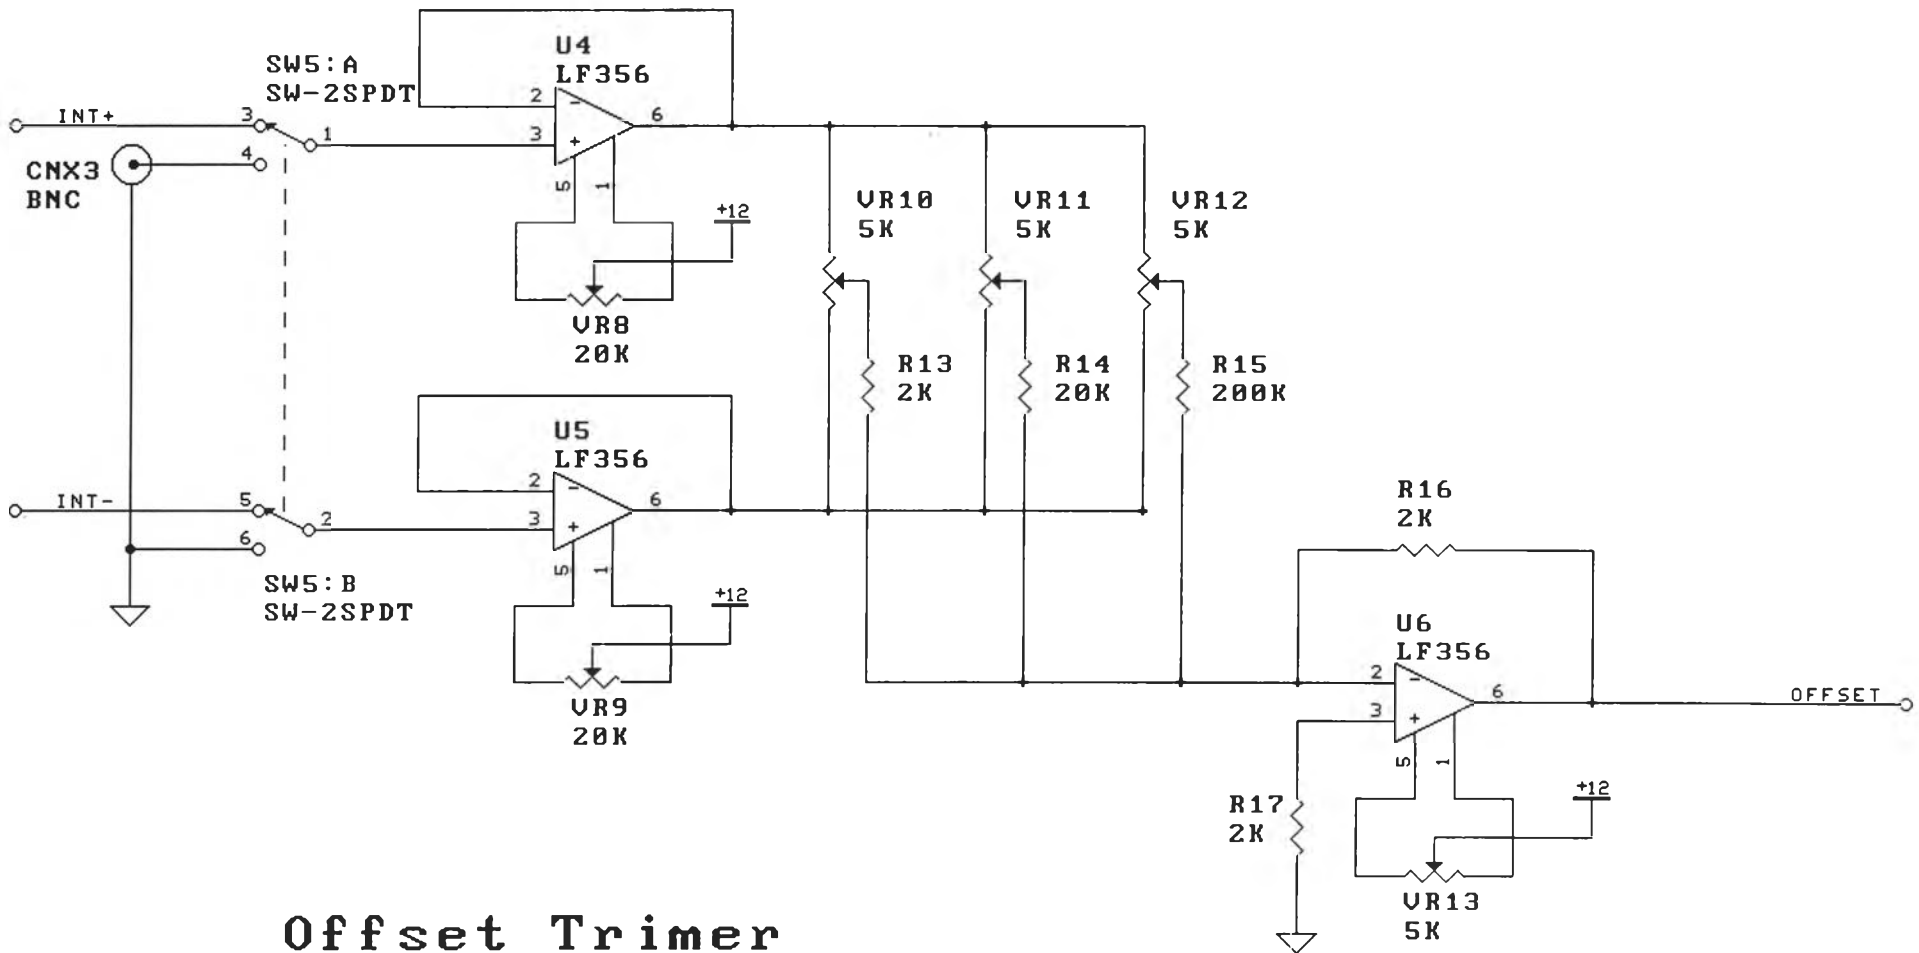 U4
LF356
SW5:A
SW-2SPDT
INT+
3
1
4
CNX3
BNC
2
3
6
5
1
+12
VR8
20K
VR10
5K
VR11
5K
VR12
5K
R13
2K
R14
20K
R15
200K
U5
LF356
INT-
5
2
6
SW5:B
SW-2SPDT
2
3
6
5
1
+12
VR9
20K
R16
2K
U6
LF356
2
3
6
OFFSET
5
1
+12
R17
2K
VR13
5K
Offset Trimer